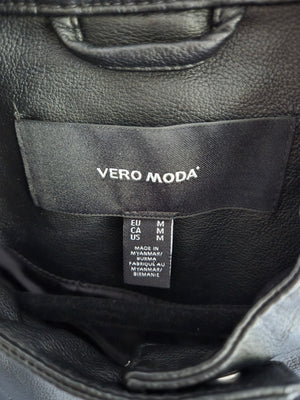 VERO MODA
EU M
CA M
US M
MADE IN
MYANMAR/
BURMA
FABRIQUÉ AU
MYANMAR/
BIRMANIE